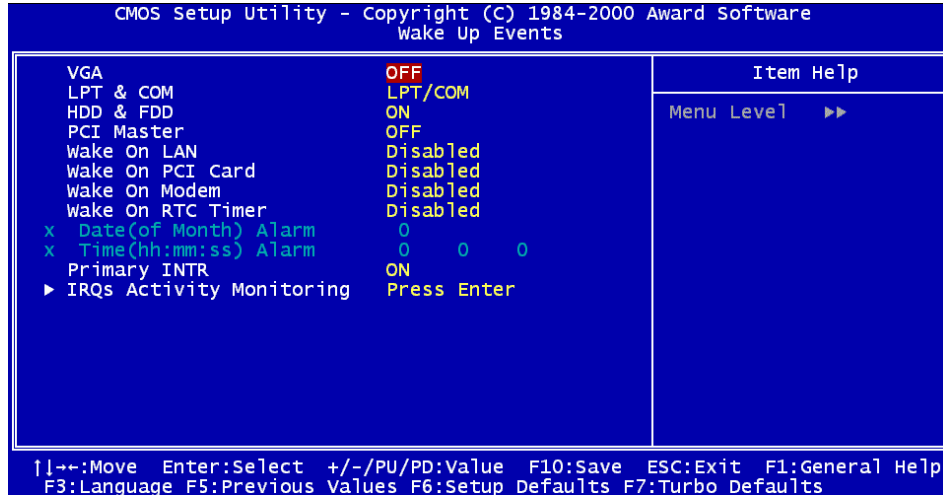 CMOS Setup Utility - Copyright (C) 1984-2000 Award Software
Wake Up Events
VGA OFF
LPT & COM LPT/COM
HDD & FDD ON
PCI Master OFF
Wake On LAN Disabled
Wake On PCI Card Disabled
Wake On Modem Disabled
Wake On RTC Timer Disabled
x Date(of Month) Alarm 0
x Time(hh:mm:ss) Alarm 0 0 0
Primary INTR ON
▶ IRQs Activity Monitoring Press Enter
Item Help
Menu Level ▶▶
↑↓→←:Move Enter:Select +/-/PU/PD:Value F10:Save ESC:Exit F1:General Help
F3:Language F5:Previous Values F6:Setup Defaults F7:Turbo Defaults